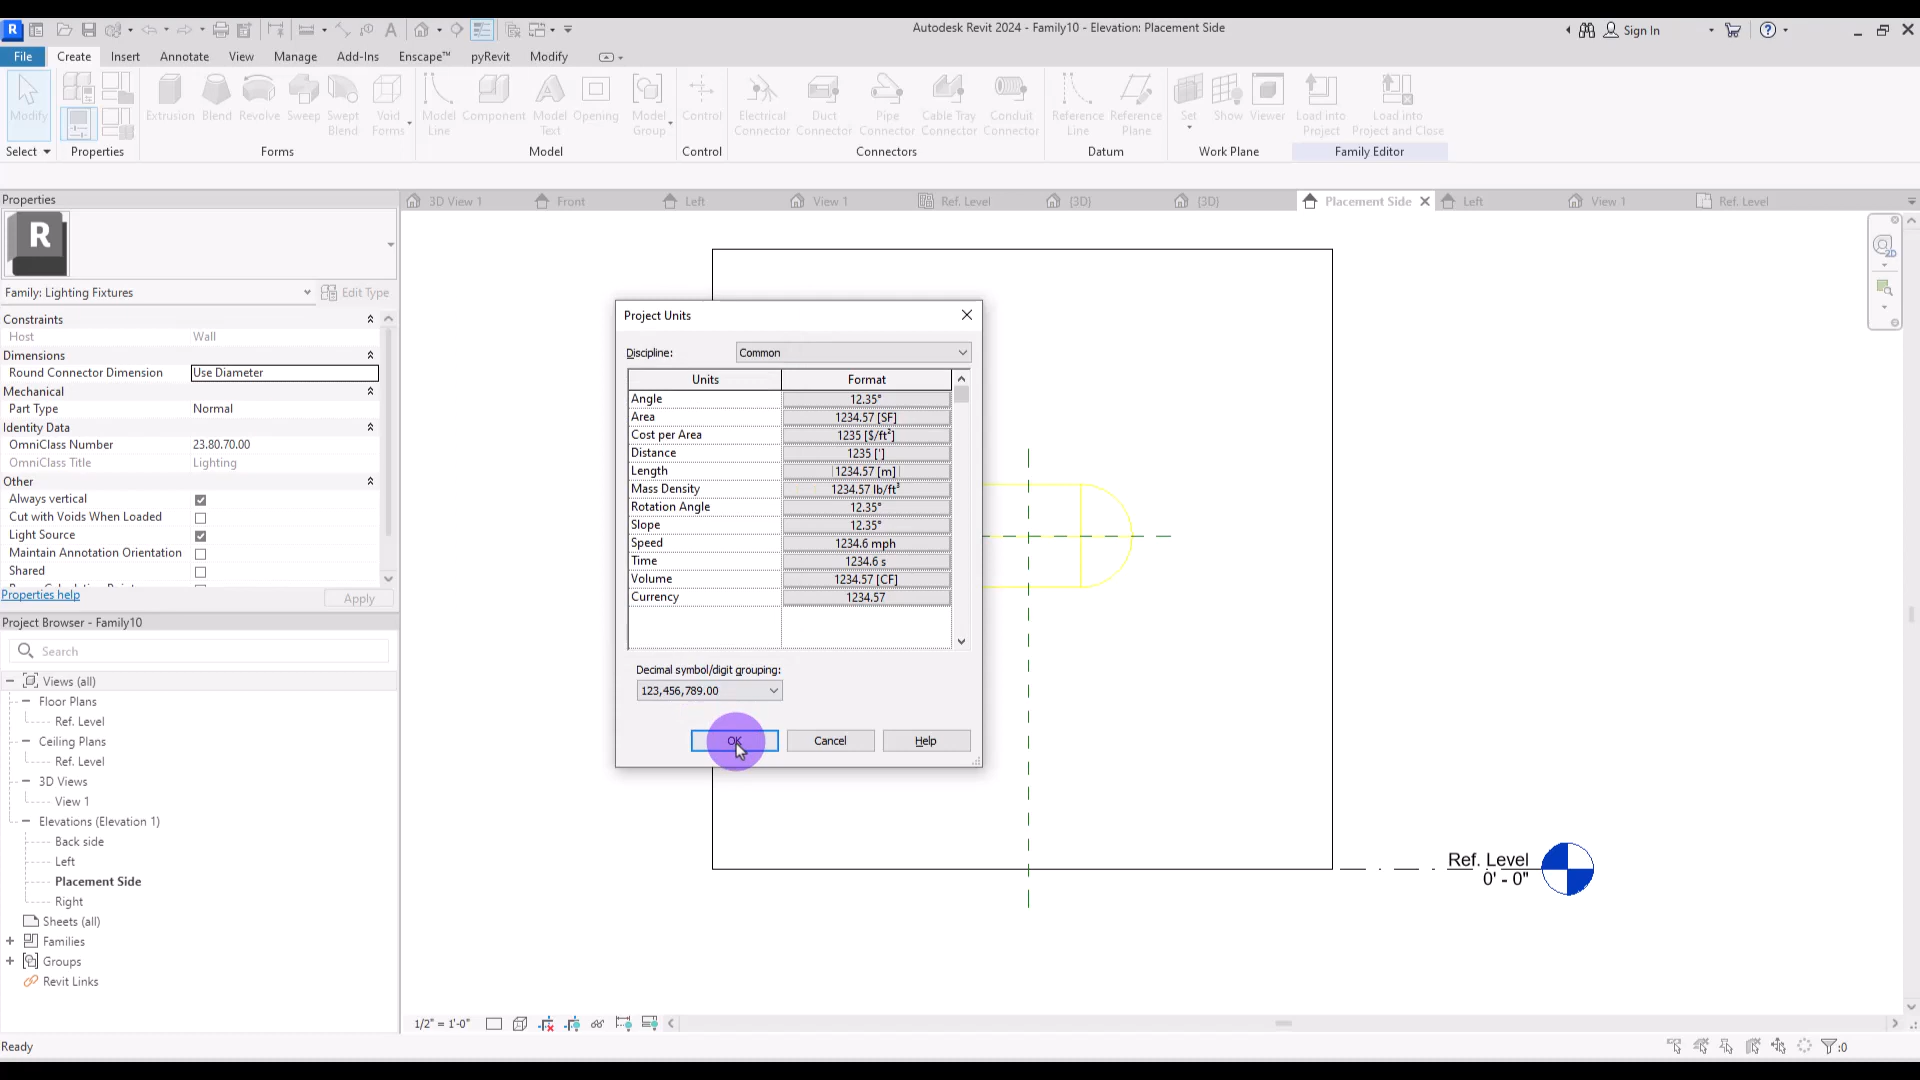 Autodesk Revit 2024 - Family10 - Elevation: Placement Side
Sign In
File Create Insert Annotate View Manage Add-Ins Enscape™ pyRevit Modify
Modify
Extrusion Blend Revolve Sweep Swept Blend Void Forms
Model Line Component Model Text Opening Model Group
Control
Electrical Connector Duct Connector Pipe Connector Cable Tray Connector Conduit Connector
Reference Line Reference Plane
Set Show Viewer
Load into Project Load into Project and Close
Select Properties Forms Model Control Connectors Datum Work Plane Family Editor
Properties
3D View 1 Front Left View 1 Ref. Level {3D} {3D} Placement Side Left View 1 Ref. Level
R
Family: Lighting Fixtures Edit Type
Constraints
Host Wall
Dimensions
Round Connector Dimension Use Diameter
Mechanical
Part Type Normal
Identity Data
OmniClass Number 23.80.70.00
OmniClass Title Lighting
Other
Always vertical
Cut with Voids When Loaded
Light Source
Maintain Annotation Orientation
Shared
Properties help Apply
Project Browser - Family10
Search
Views (all)
Floor Plans
Ref. Level
Ceiling Plans
Ref. Level
3D Views
View 1
Elevations (Elevation 1)
Back side
Left
Placement Side
Right
Sheets (all)
Families
Groups
Revit Links
Project Units
Discipline: Common
Units Format
Angle 12.35°
Area 1234.57 [SF]
Cost per Area 1235 [$/ft²]
Distance 1235 [']
Length 1234.57 [m]
Mass Density 1234.57 lb/ft³
Rotation Angle 12.35°
Slope 12.35°
Speed 1234.6 mph
Time 1234.6 s
Volume 1234.57 [CF]
Currency 1234.57
Decimal symbol/digit grouping:
123,456,789.00
OK Cancel Help
Ref. Level
0' - 0"
2D
1/2" = 1'-0"
Ready
:0